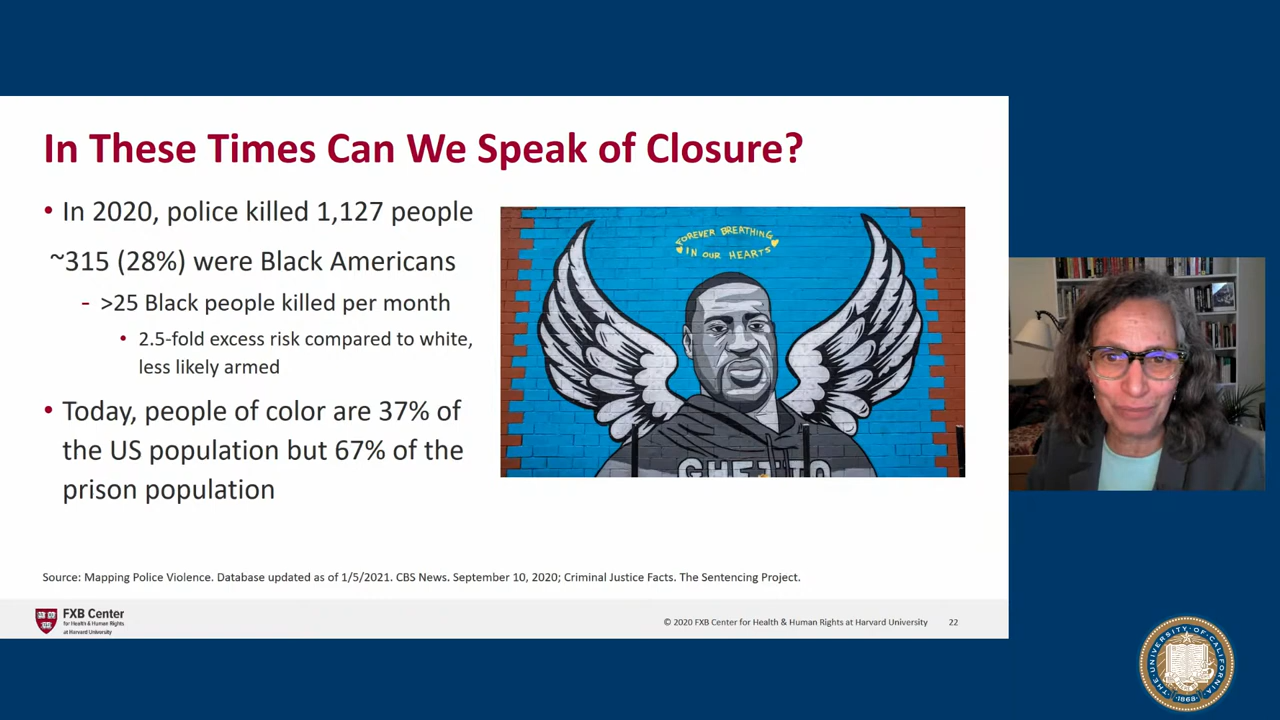 In These Times Can We Speak of Closure?
• In 2020, police killed 1,127 people
~315 (28%) were Black Americans
- >25 Black people killed per month
• 2.5-fold excess risk compared to white,
less likely armed
• Today, people of color are 37% of
the US population but 67% of the
prison population
FOREVER BREATHING
IN OUR HEARTS
GHETTO
Source: Mapping Police Violence. Database updated as of 1/5/2021. CBS News. September 10, 2020; Criminal Justice Facts. The Sentencing Project.
FXB Center
for Health & Human Rights
at Harvard University
© 2020 FXB Center for Health & Human Rights at Harvard University
22
THE UNIVERSITY OF CALIFORNIA
1868